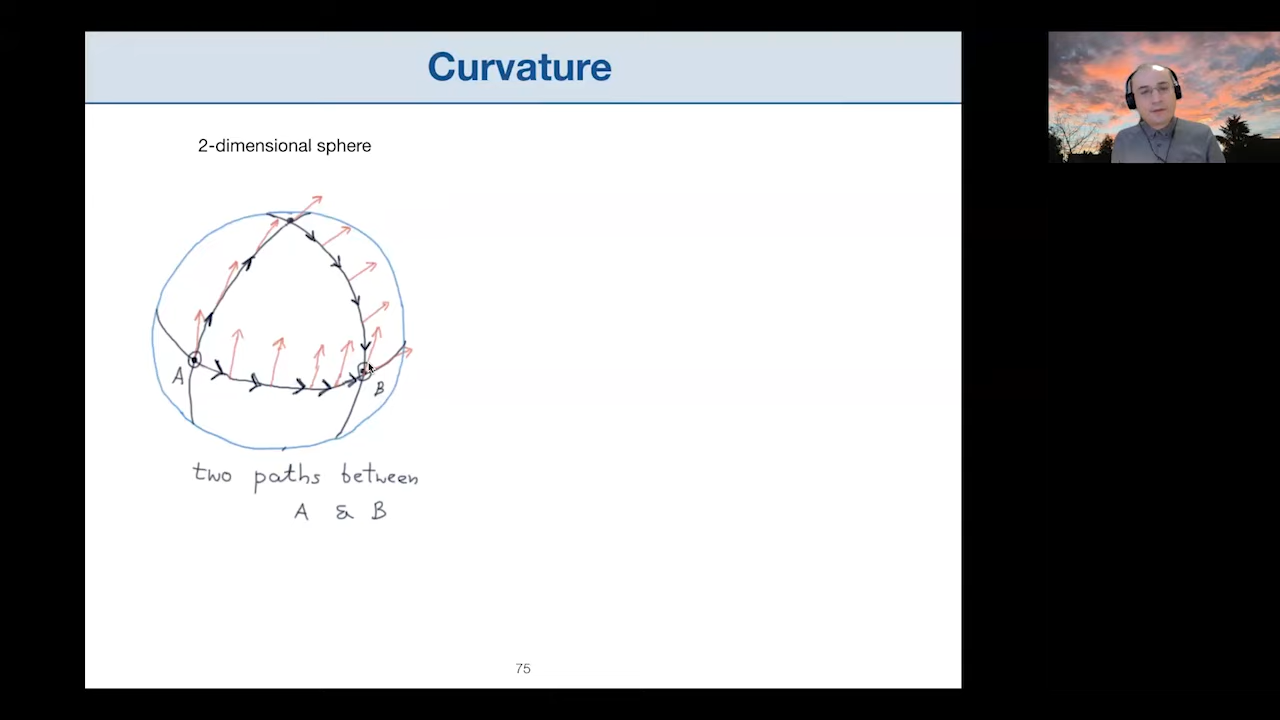 Curvature
2-dimensional sphere
A
B
two paths between
A & B
75